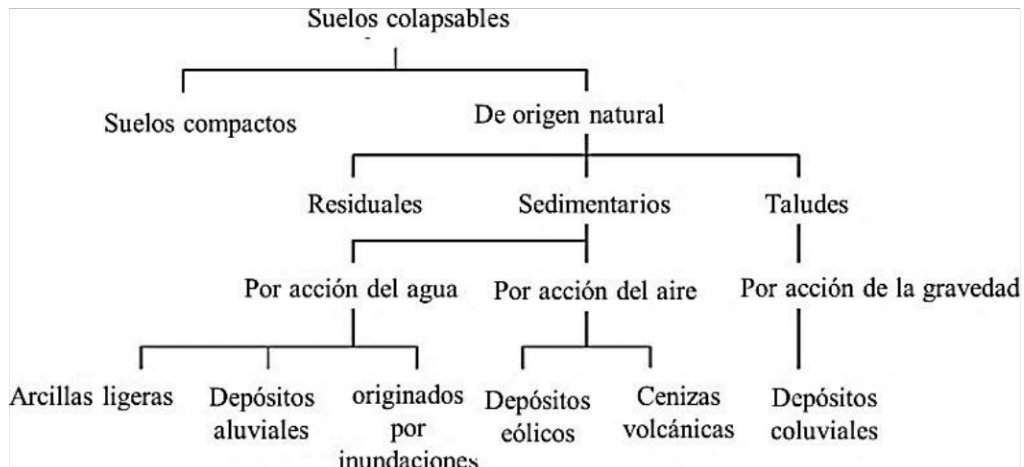 Suelos colapsables
Suelos compactos
De origen natural
Residuales
Sedimentarios
Taludes
Por acción del agua
Por acción del aire
Por acción de la gravedad
Arcillas ligeras
Depósitos
aluviales
originados
por
inundaciones
Depósitos
eólicos
Cenizas
volcánicas
Depósitos
coluviales